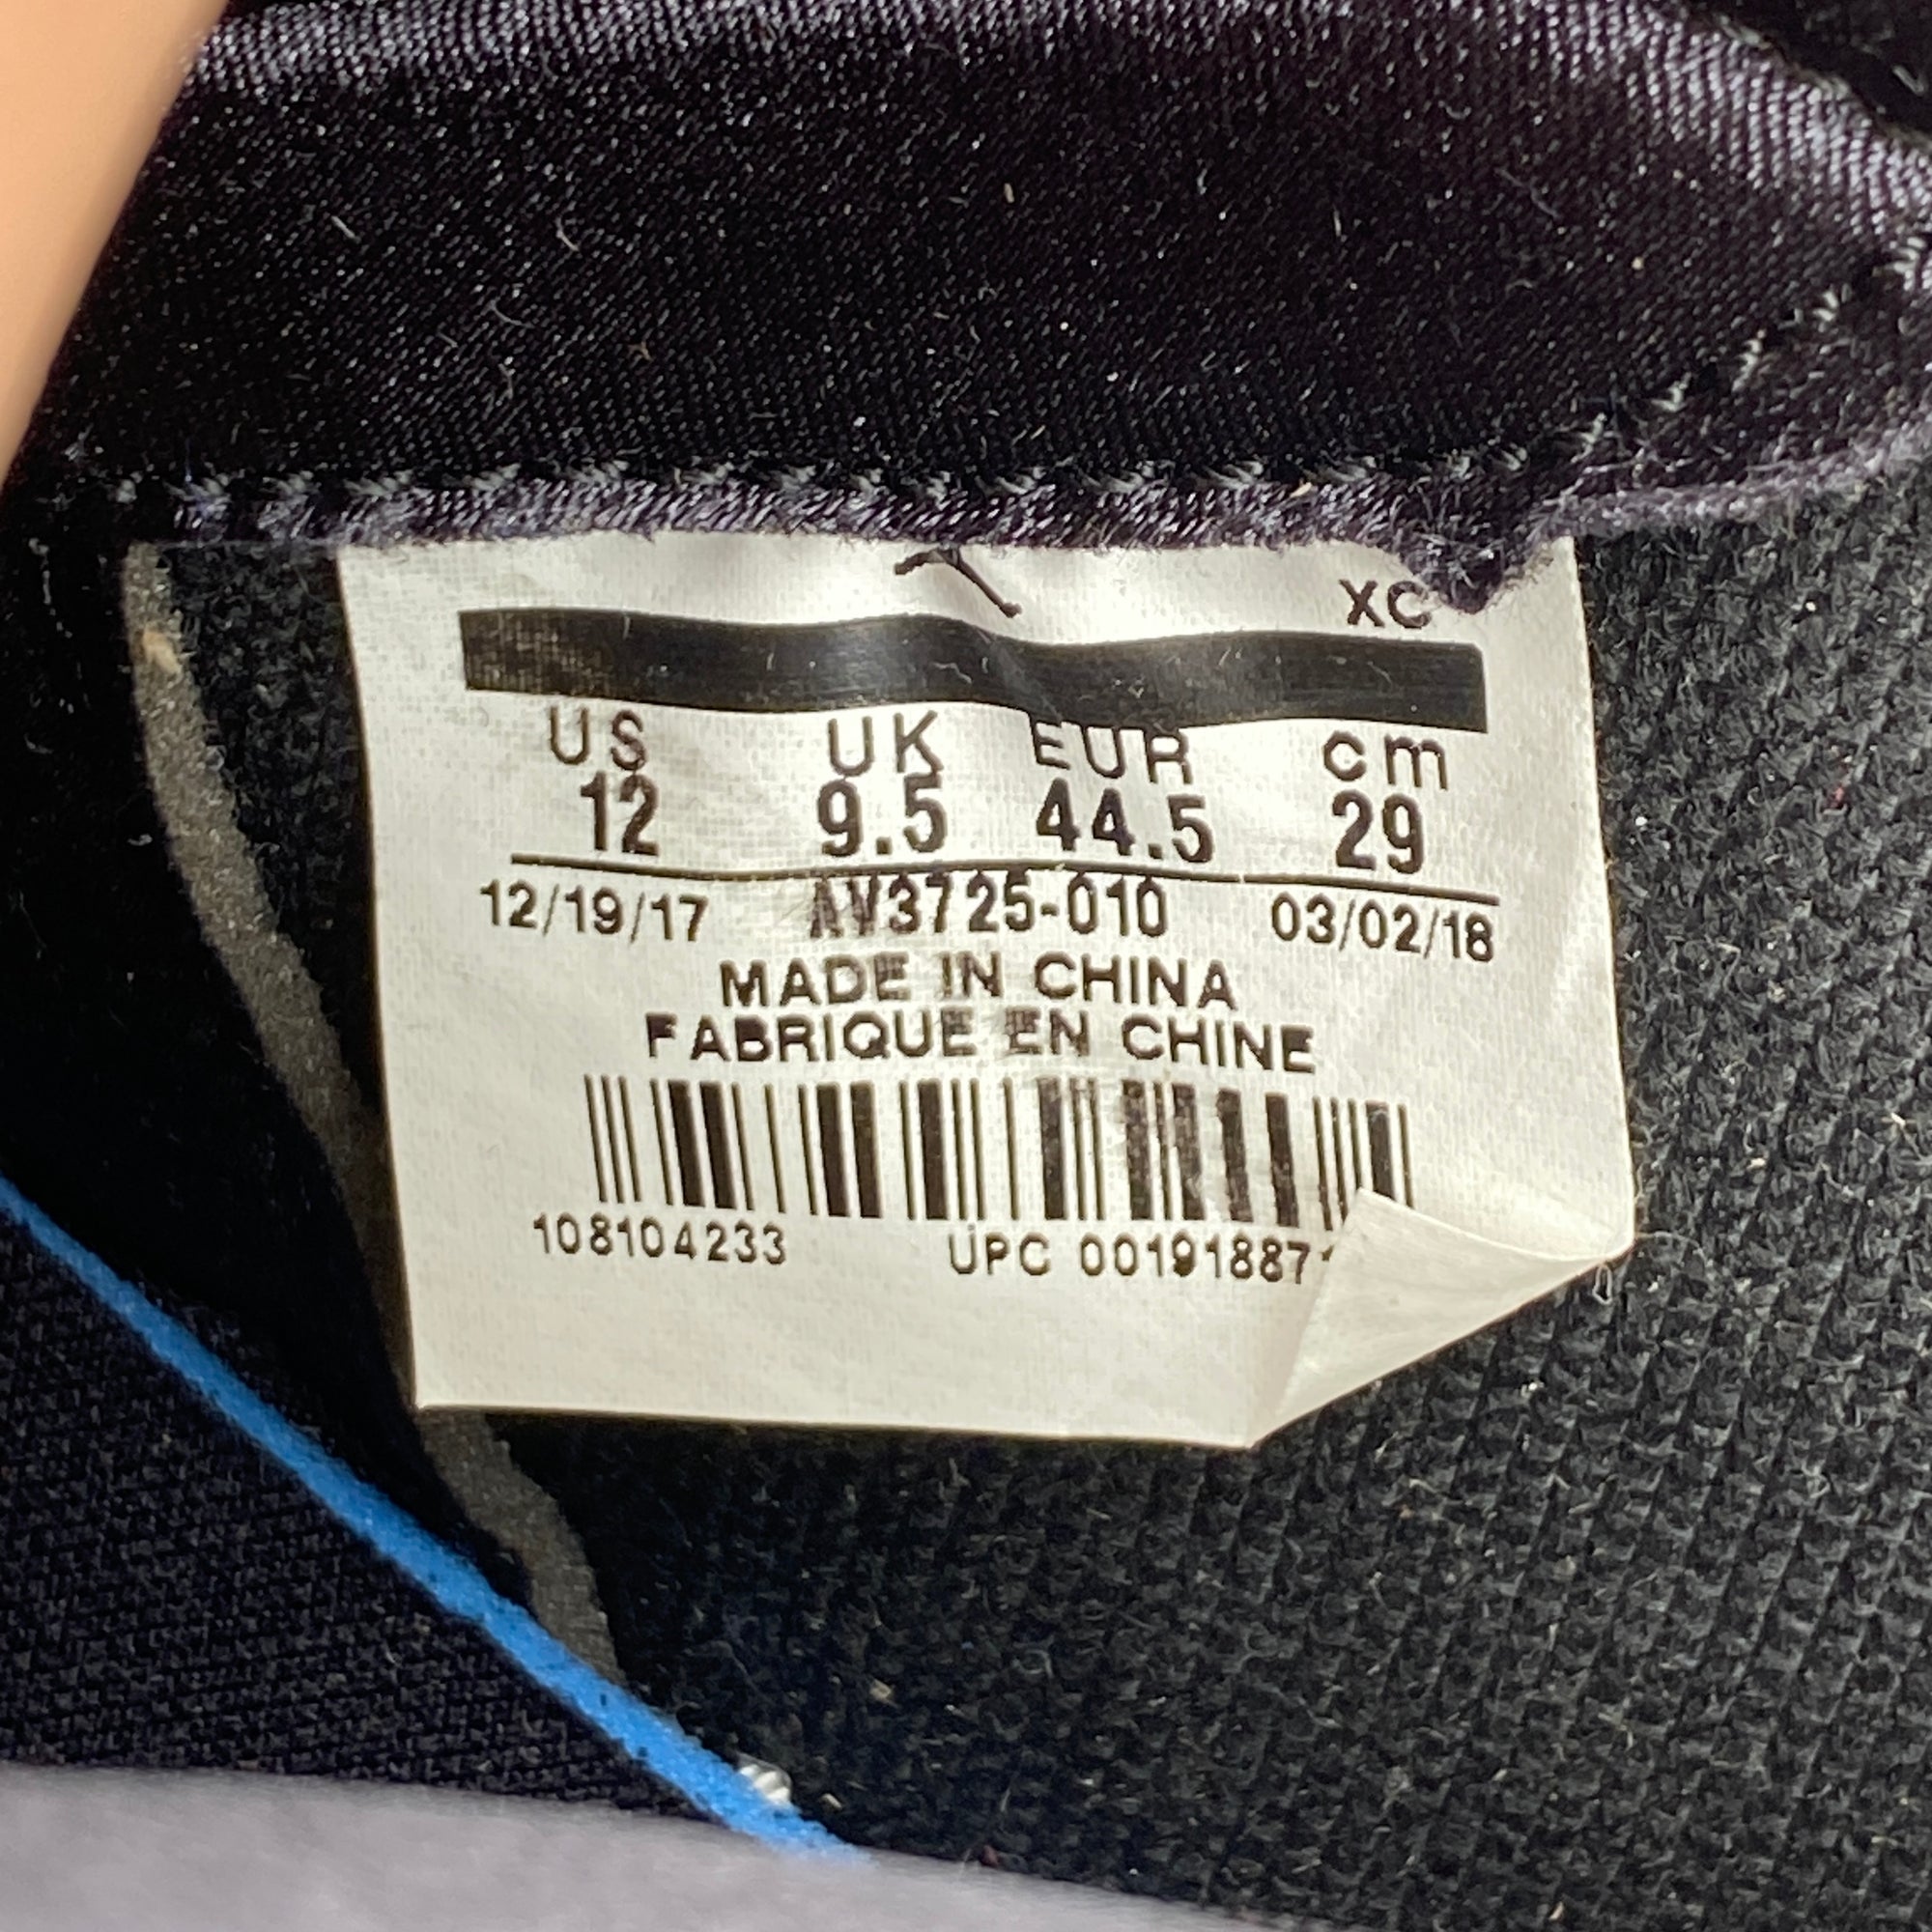 XC
US UK EUR cm
12 9.5 44.5 29
12/19/17 AV3725-010 03/02/18
MADE IN CHINA
FABRIQUE EN CHINE
108104233 UPC 001918871